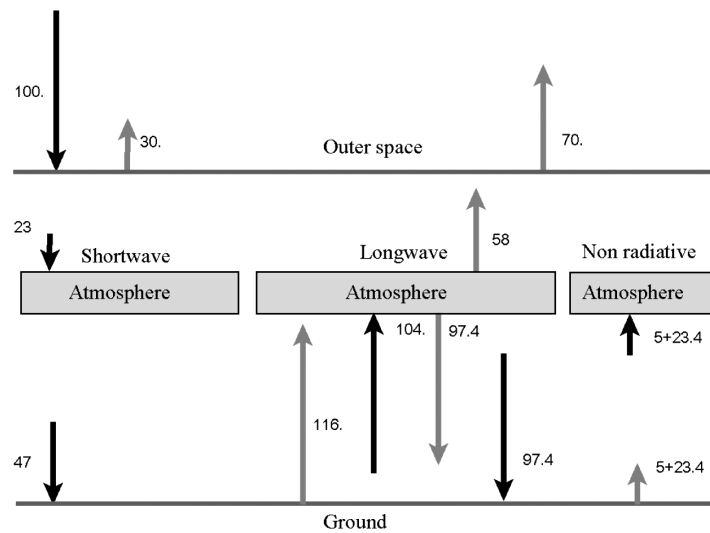 100.
30.
Outer space
70.
23
58
Shortwave
Longwave
Non radiative
Atmosphere
Atmosphere
Atmosphere
104.
97.4
5+23.4
116.
47
97.4
5+23.4
Ground